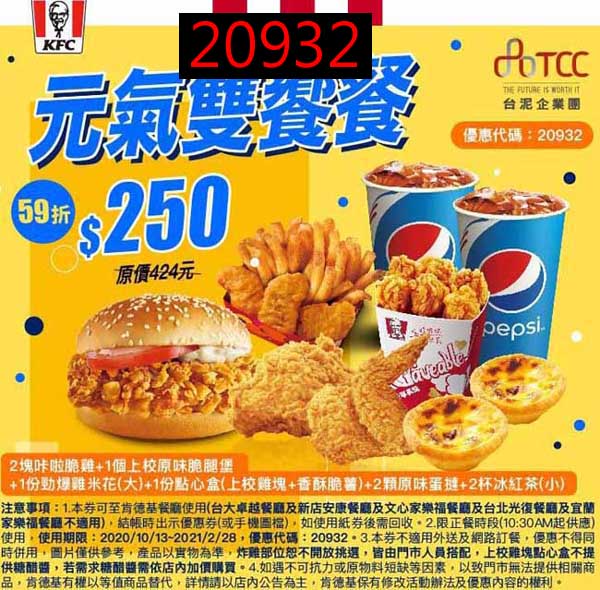 KFC
20932
TCC
THE FUTURE IS WORTH IT
台泥企業團
元氣雙饗餐
優惠代碼：20932
59折
$250
原價424元
pepsi
2塊咔啦脆雞+1個上校原味脆腿堡
+1份勁爆雞米花(大)+1份點心盒(上校雞塊+香酥脆薯)+2顆原味蛋撻+2杯冰紅茶(小)
注意事項：1.本券可至肯德基餐廳使用(台大卓越餐廳及新店安康餐廳及文心家樂福餐廳及台北光復餐廳及宜蘭
家樂福餐廳不適用)，結帳時出示優惠券(或手機圖檔)，如使用紙券後需回收。2.限正餐時段(10:30AM起供應)
使用，使用期限：2020/10/13~2021/2/28，優惠代碼：20932。3.本券不適用外送及網路訂餐，優惠不得同
時併用，圖片僅供參考，產品以實物為準，炸雞部位恕不開放挑選，皆由門市人員搭配，上校雞塊點心盒不提
供糖醋醬，若需求糖醋醬需依店內加價購買。4.如遇不可抗力或原物料短缺等因素，以致門市無法提供相關商
品，肯德基有權以等值商品替代，詳情請以店內公告為主，肯德基保有修改活動辦法及優惠內容的權利。